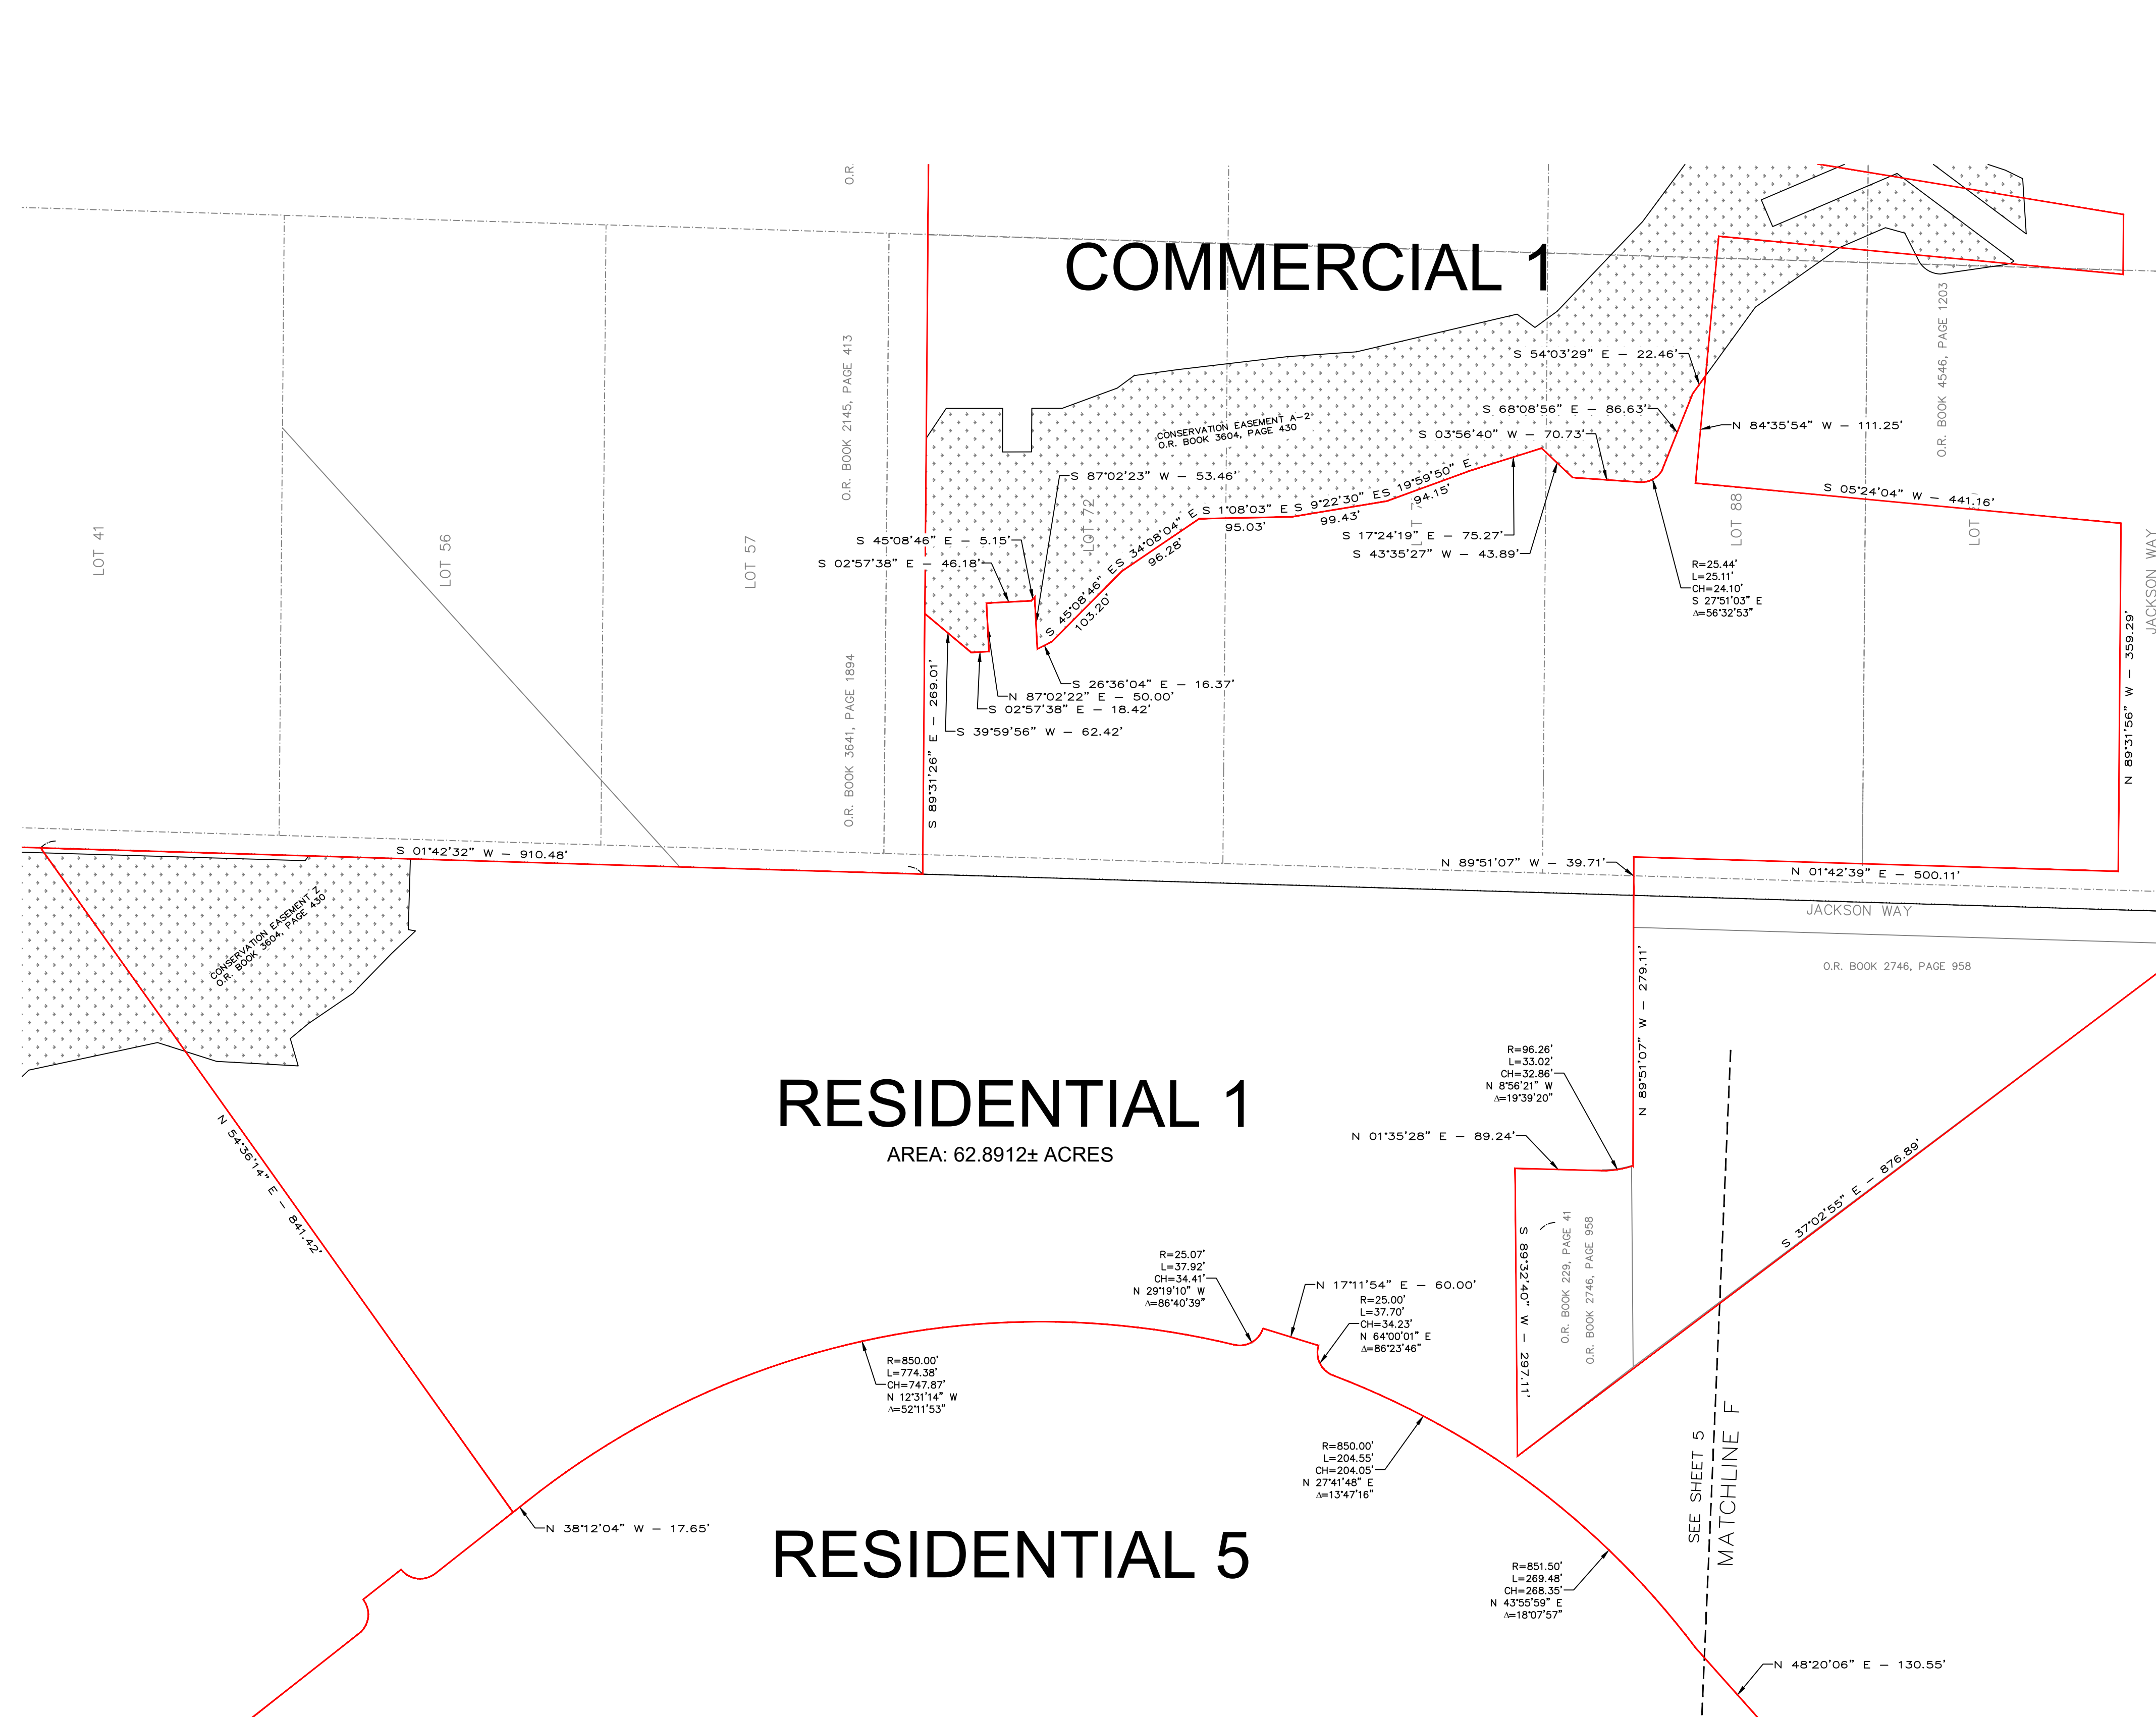 O.R.
COMMERCIAL 1
O.R. BOOK 2145, PAGE 413
O.R. BOOK 4546, PAGE 1203
S 54°03'29" E – 22.46'
S 68°08'56" E – 86.63'
S 03°56'40" W – 70.73'
N 84°35'54" W – 111.25'
CONSERVATION EASEMENT A-2
O.R. BOOK 3604, PAGE 430
S 87°02'23" W – 53.46'
S 05°24'04" W – 441.16'
LOT 41
LOT 56
LOT 57
LOT 72
LOT 7
LOT 88
LOT
JACKSON WAY
S 45°08'46" E – 5.15'
S 02°57'38" E – 46.18'
S 45°08'46" E
103.20'
S 34°08'04" E
96.28'
S 1°08'03" E
95.03'
S 9°22'30" E
99.43'
S 19°59'50" E
94.15'
S 17°24'19" E – 75.27'
S 43°35'27" W – 43.89'
R=25.44'
L=25.11'
CH=24.10'
S 27°51'03" E
Δ=56°32'53"
N 89°31'56" W – 359.29'
S 26°36'04" E – 16.37'
N 87°02'22" E – 50.00'
S 02°57'38" E – 18.42'
S 39°59'56" W – 62.42'
O.R. BOOK 3641, PAGE 1894
S 89°31'26" E – 269.01'
S 01°42'32" W – 910.48'
N 89°51'07" W – 39.71'
N 01°42'39" E – 500.11'
JACKSON WAY
O.R. BOOK 2746, PAGE 958
CONSERVATION EASEMENT Z
O.R. BOOK 3604, PAGE 430
N 89°51'07" W – 279.11'
R=96.26'
L=33.02'
CH=32.86'
N 8°56'21" W
Δ=19°39'20"
RESIDENTIAL 1
AREA: 62.8912± ACRES
N 01°35'28" E – 89.24'
N 54°36'14" E – 841.42'
S 37°02'55" E – 876.89'
S 89°32'40" W – 297.11'
O.R. BOOK 229, PAGE 41
O.R. BOOK 2746, PAGE 958
R=25.07'
L=37.92'
CH=34.41'
N 29°19'10" W
Δ=86°40'39"
N 17°11'54" E – 60.00'
R=25.00'
L=37.70'
CH=34.23'
N 64°00'01" E
Δ=86°23'46"
R=850.00'
L=774.38'
CH=747.87'
N 12°31'14" W
Δ=52°11'53"
R=850.00'
L=204.55'
CH=204.05'
N 27°41'48" E
Δ=13°47'16"
SEE SHEET 5
MATCHLINE F
N 38°12'04" W – 17.65'
RESIDENTIAL 5
R=851.50'
L=269.48'
CH=268.35'
N 43°55'59" E
Δ=18°07'57"
N 48°20'06" E – 130.55'